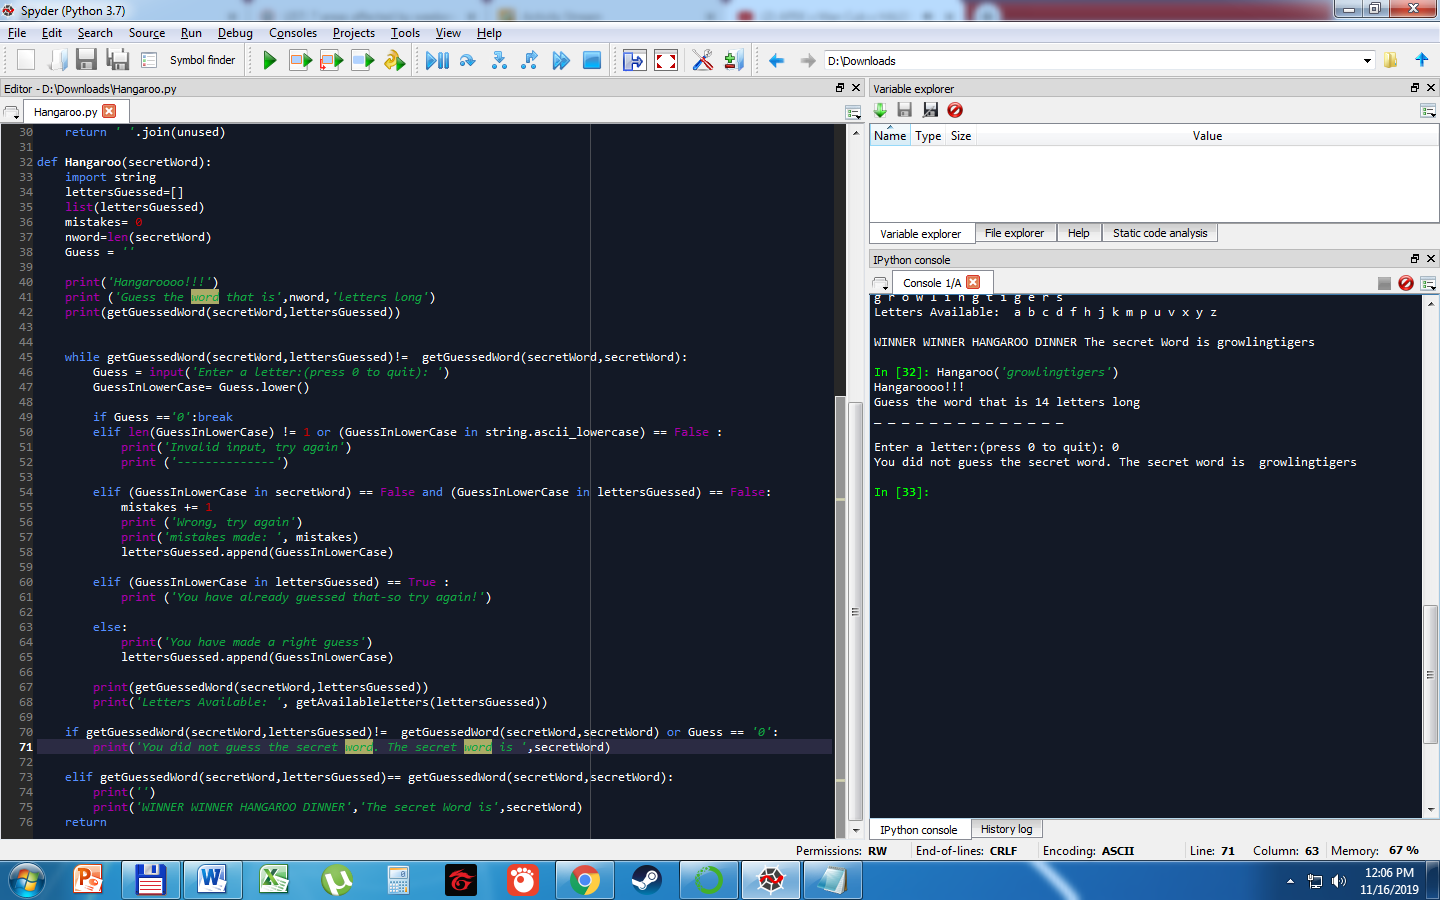 Spyder (Python 3.7)
File Edit Search Source Run Debug Consoles Projects Tools View Help
Symbol finder
D:\Downloads
Editor - D:\Downloads\Hangaroo.py
Hangaroo.py
30 return ' '.join(unused)
31
32 def Hangaroo(secretWord):
33 import string
34 lettersGuessed=[]
35 list(lettersGuessed)
36 mistakes= 0
37 nword=len(secretWord)
38 Guess = ''
39
40 print('Hangaroooo!!!')
41 print ('Guess the word that is',nword,'letters long')
42 print(getGuessedWord(secretWord,lettersGuessed))
43
44
45 while getGuessedWord(secretWord,lettersGuessed)!=  getGuessedWord(secretWord,secretWord):
46 Guess = input('Enter a letter:(press 0 to quit): ')
47 GuessInLowerCase= Guess.lower()
48
49 if Guess =='0':break
50 elif len(GuessInLowerCase) != 1 or (GuessInLowerCase in string.ascii_lowercase) == False :
51 print('Invalid input, try again')
52 print ('--------------')
53
54 elif (GuessInLowerCase in secretWord) == False and (GuessInLowerCase in lettersGuessed) == False:
55 mistakes += 1
56 print ('Wrong, try again')
57 print('mistakes made: ', mistakes)
58 lettersGuessed.append(GuessInLowerCase)
59
60 elif (GuessInLowerCase in lettersGuessed) == True :
61 print ('You have already guessed that-so try again!')
62
63 else:
64 print('You have made a right guess')
65 lettersGuessed.append(GuessInLowerCase)
66
67 print(getGuessedWord(secretWord,lettersGuessed))
68 print('Letters Available: ', getAvailableletters(lettersGuessed))
69
70 if getGuessedWord(secretWord,lettersGuessed)!=  getGuessedWord(secretWord,secretWord) or Guess == '0':
71 print('You did not guess the secret word. The secret word is ',secretWord)
72
73 elif getGuessedWord(secretWord,lettersGuessed)== getGuessedWord(secretWord,secretWord):
74 print('')
75 print('WINNER WINNER HANGAROO DINNER','The secret Word is',secretWord)
76 return
Variable explorer
Name Type Size Value
Variable explorer File explorer Help Static code analysis
IPython console
Console 1/A
g r o w l i n g t i g e r s
Letters Available:  a b c d f h j k m p u v x y z
WINNER WINNER HANGAROO DINNER The secret Word is growlingtigers
In [32]: Hangaroo('growlingtigers')
Hangaroooo!!!
Guess the word that is 14 letters long
_ _ _ _ _ _ _ _ _ _ _ _ _ _
Enter a letter:(press 0 to quit): 0
You did not guess the secret word. The secret word is  growlingtigers
In [33]:
IPython console History log
Permissions: RW End-of-lines: CRLF Encoding: ASCII Line: 71 Column: 63 Memory: 67 %
12:06 PM
11/16/2019